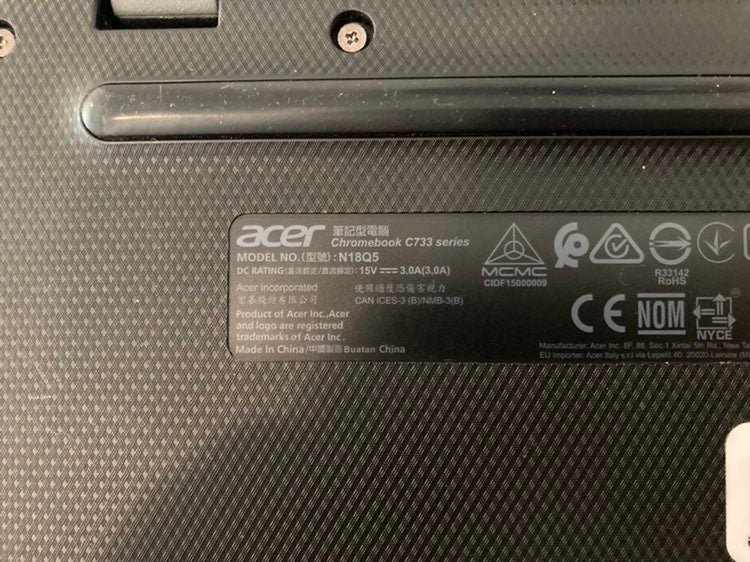 acer 筆記型電腦
Chromebook C733 series
MODEL NO.(型號): N18Q5
DC RATING(直流額定/直流額定): 15V 3.0A(3.0A)
Acer Incorporated
宏碁股份有限公司
使用過度恐傷害視力
CAN ICES-3 (B)/NMB-3(B)
Product of Acer Inc.,Acer
and logo are registered
trademarks of Acer Inc.
Made in China/中國製造 Buatan China
MCMC
CIDF15000009
R33142
RoHS
CE
NOM
NYCE
Manufacturer: Acer Inc. 8F, 88, Sec.1 Xintai 5th Rd., New Ta
EU importer: Acer Italy s.r.l via Lepetit 40, 20020 Lainate (M